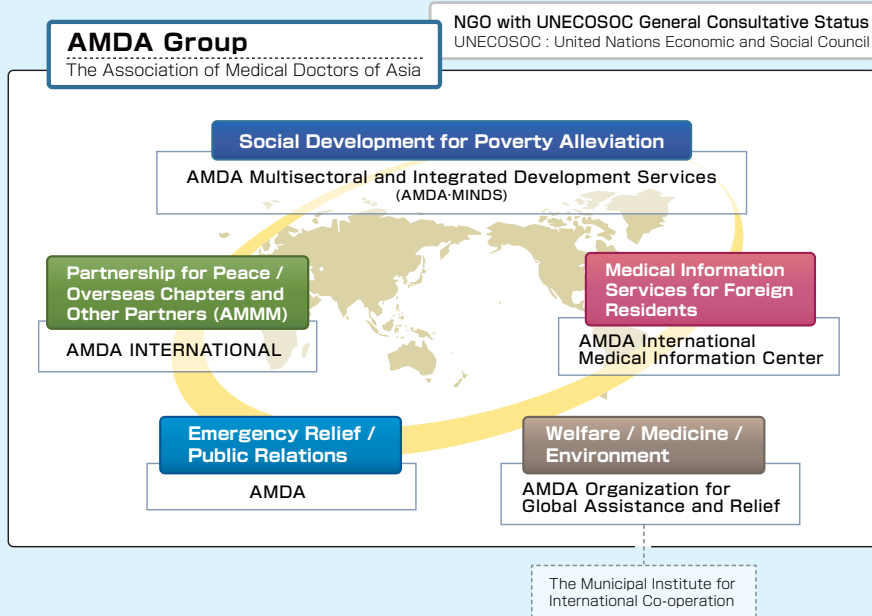 NGO with UNECOSOC General Consultative Status
UNECOSOC : United Nations Economic and Social Council
AMDA Group
The Association of Medical Doctors of Asia
Social Development for Poverty Alleviation
AMDA Multisectoral and Integrated Development Services
(AMDA·MINDS)
Partnership for Peace /
Overseas Chapters and
Other Partners (AMMM)
AMDA INTERNATIONAL
Medical Information
Services for Foreign
Residents
AMDA International
Medical Information Center
Emergency Relief /
Public Relations
AMDA
Welfare / Medicine /
Environment
AMDA Organization for
Global Assistance and Relief
The Municipal Institute for
International Co-operation